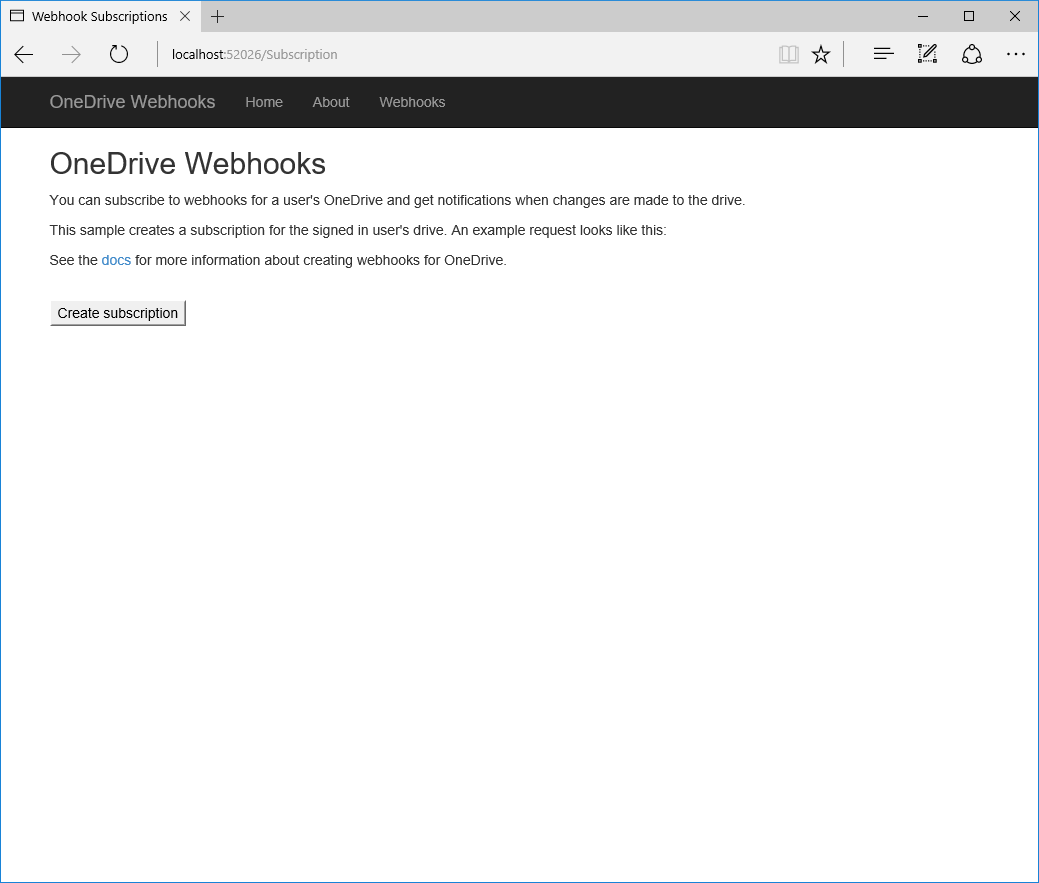 Webhook Subscriptions
localhost:52026/Subscription
OneDrive Webhooks Home About Webhooks
OneDrive Webhooks
You can subscribe to webhooks for a user's OneDrive and get notifications when changes are made to the drive.
This sample creates a subscription for the signed in user's drive. An example request looks like this:
See the docs for more information about creating webhooks for OneDrive.
Create subscription